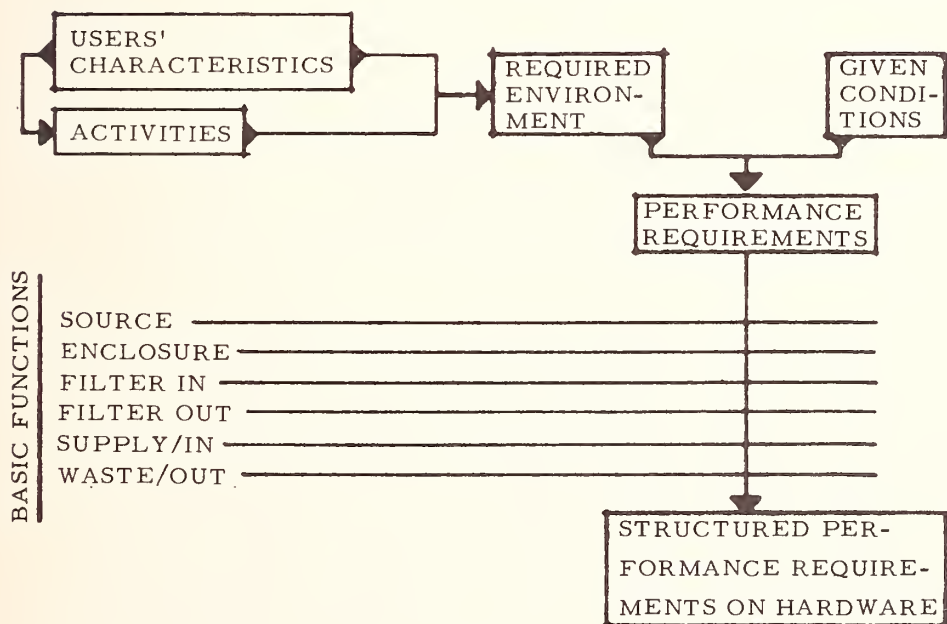 USERS'
CHARACTERISTICS
ACTIVITIES
REQUIRED
ENVIRON-
MENT
GIVEN
CONDI-
TIONS
PERFORMANCE
REQUIREMENTS
BASIC FUNCTIONS
SOURCE
ENCLOSURE
FILTER IN
FILTER OUT
SUPPLY/IN
WASTE/OUT
STRUCTURED PER-
FORMANCE REQUIRE-
MENTS ON HARDWARE